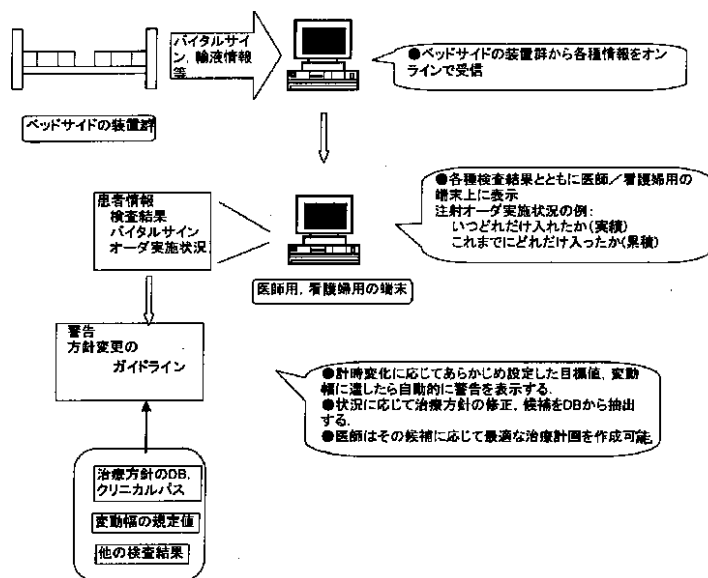 バイタルサイン, 輸液情報
等
●ベッドサイドの装置群から各種情報をオン
ラインで受信
ベッドサイドの装置群
患者情報
検査結果
バイタルサイン
オーダ実施状況
●各種検査結果とともに医師／看護婦用の
端末上に表示
注射オーダ実施状況の例：
いつどれだけ入れたか(実績)
これまでにどれだけ入ったか(累積)
医師用, 看護婦用の端末
警告
方針変更の
ガイドライン
●計時変化に応じてあらかじめ設定した目標値, 変動
幅に達したら自動的に警告を表示する.
●状況に応じて治療方針の修正, 候補をDBから抽出
する.
●医師はその候補に応じて最適な治療計画を作成可能.
治療方針のDB,
クリニカルパス
変動幅の規定値
他の検査結果